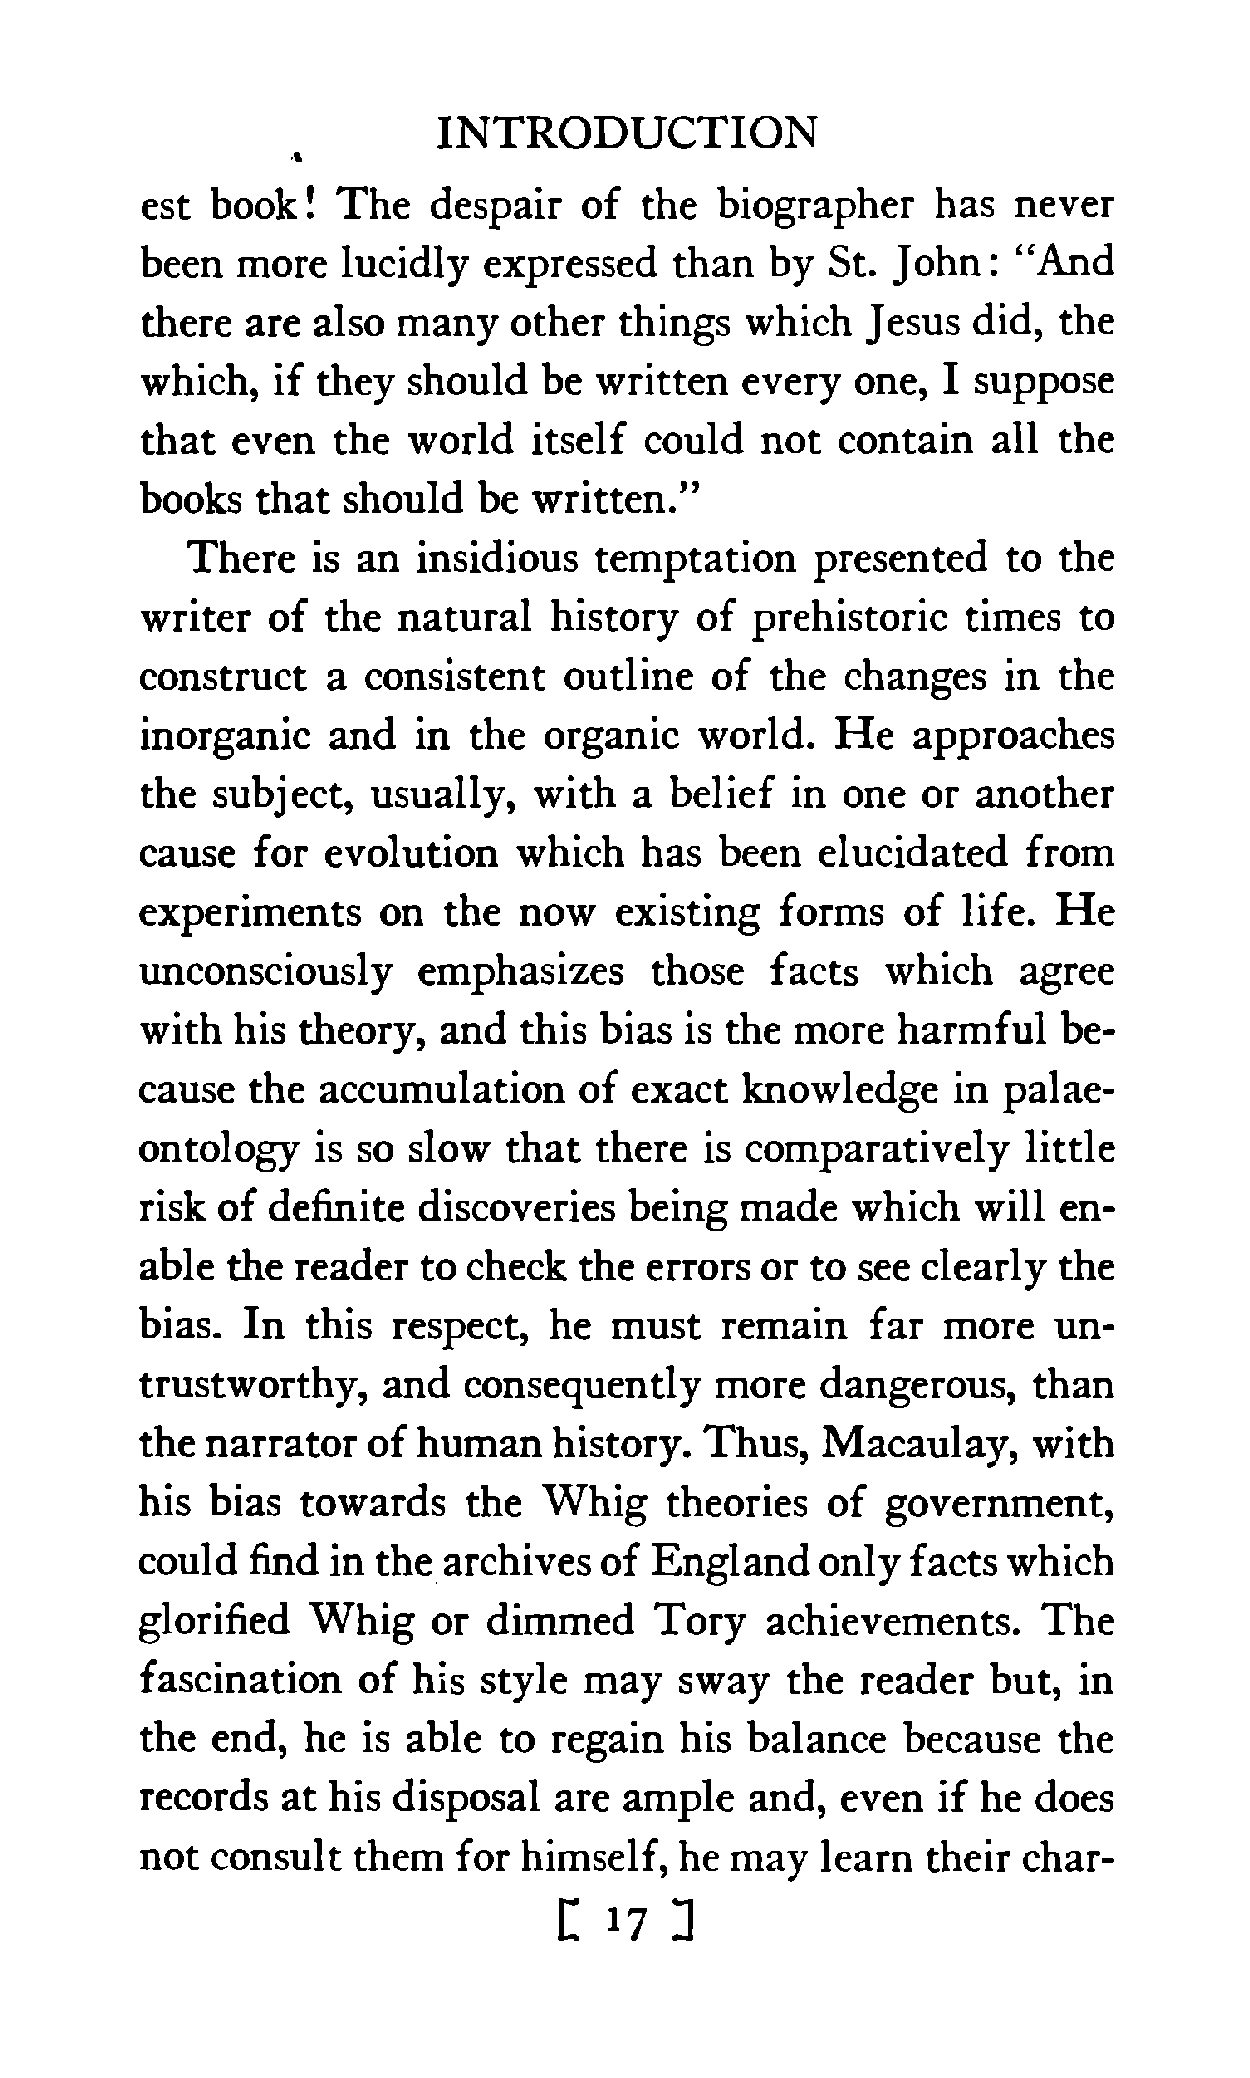 INTRODUCTION
est book! The despair of the biographer has never
been more lucidly expressed than by St. John: "And
there are also many other things which Jesus did, the
which, if they should be written every one, I suppose
that even the world itself could not contain all the
books that should be written."
There is an insidious temptation presented to the
writer of the natural history of prehistoric times to
construct a consistent outline of the changes in the
inorganic and in the organic world. He approaches
the subject, usually, with a belief in one or another
cause for evolution which has been elucidated from
experiments on the now existing forms of life. He
unconsciously emphasizes those facts which agree
with his theory, and this bias is the more harmful be-
cause the accumulation of exact knowledge in palae-
ontology is so slow that there is comparatively little
risk of definite discoveries being made which will en-
able the reader to check the errors or to see clearly the
bias. In this respect, he must remain far more un-
trustworthy, and consequently more dangerous, than
the narrator of human history. Thus, Macaulay, with
his bias towards the Whig theories of government,
could find in the archives of England only facts which
glorified Whig or dimmed Tory achievements. The
fascination of his style may sway the reader but, in
the end, he is able to regain his balance because the
records at his disposal are ample and, even if he does
not consult them for himself, he may learn their char-
[ 17 ]